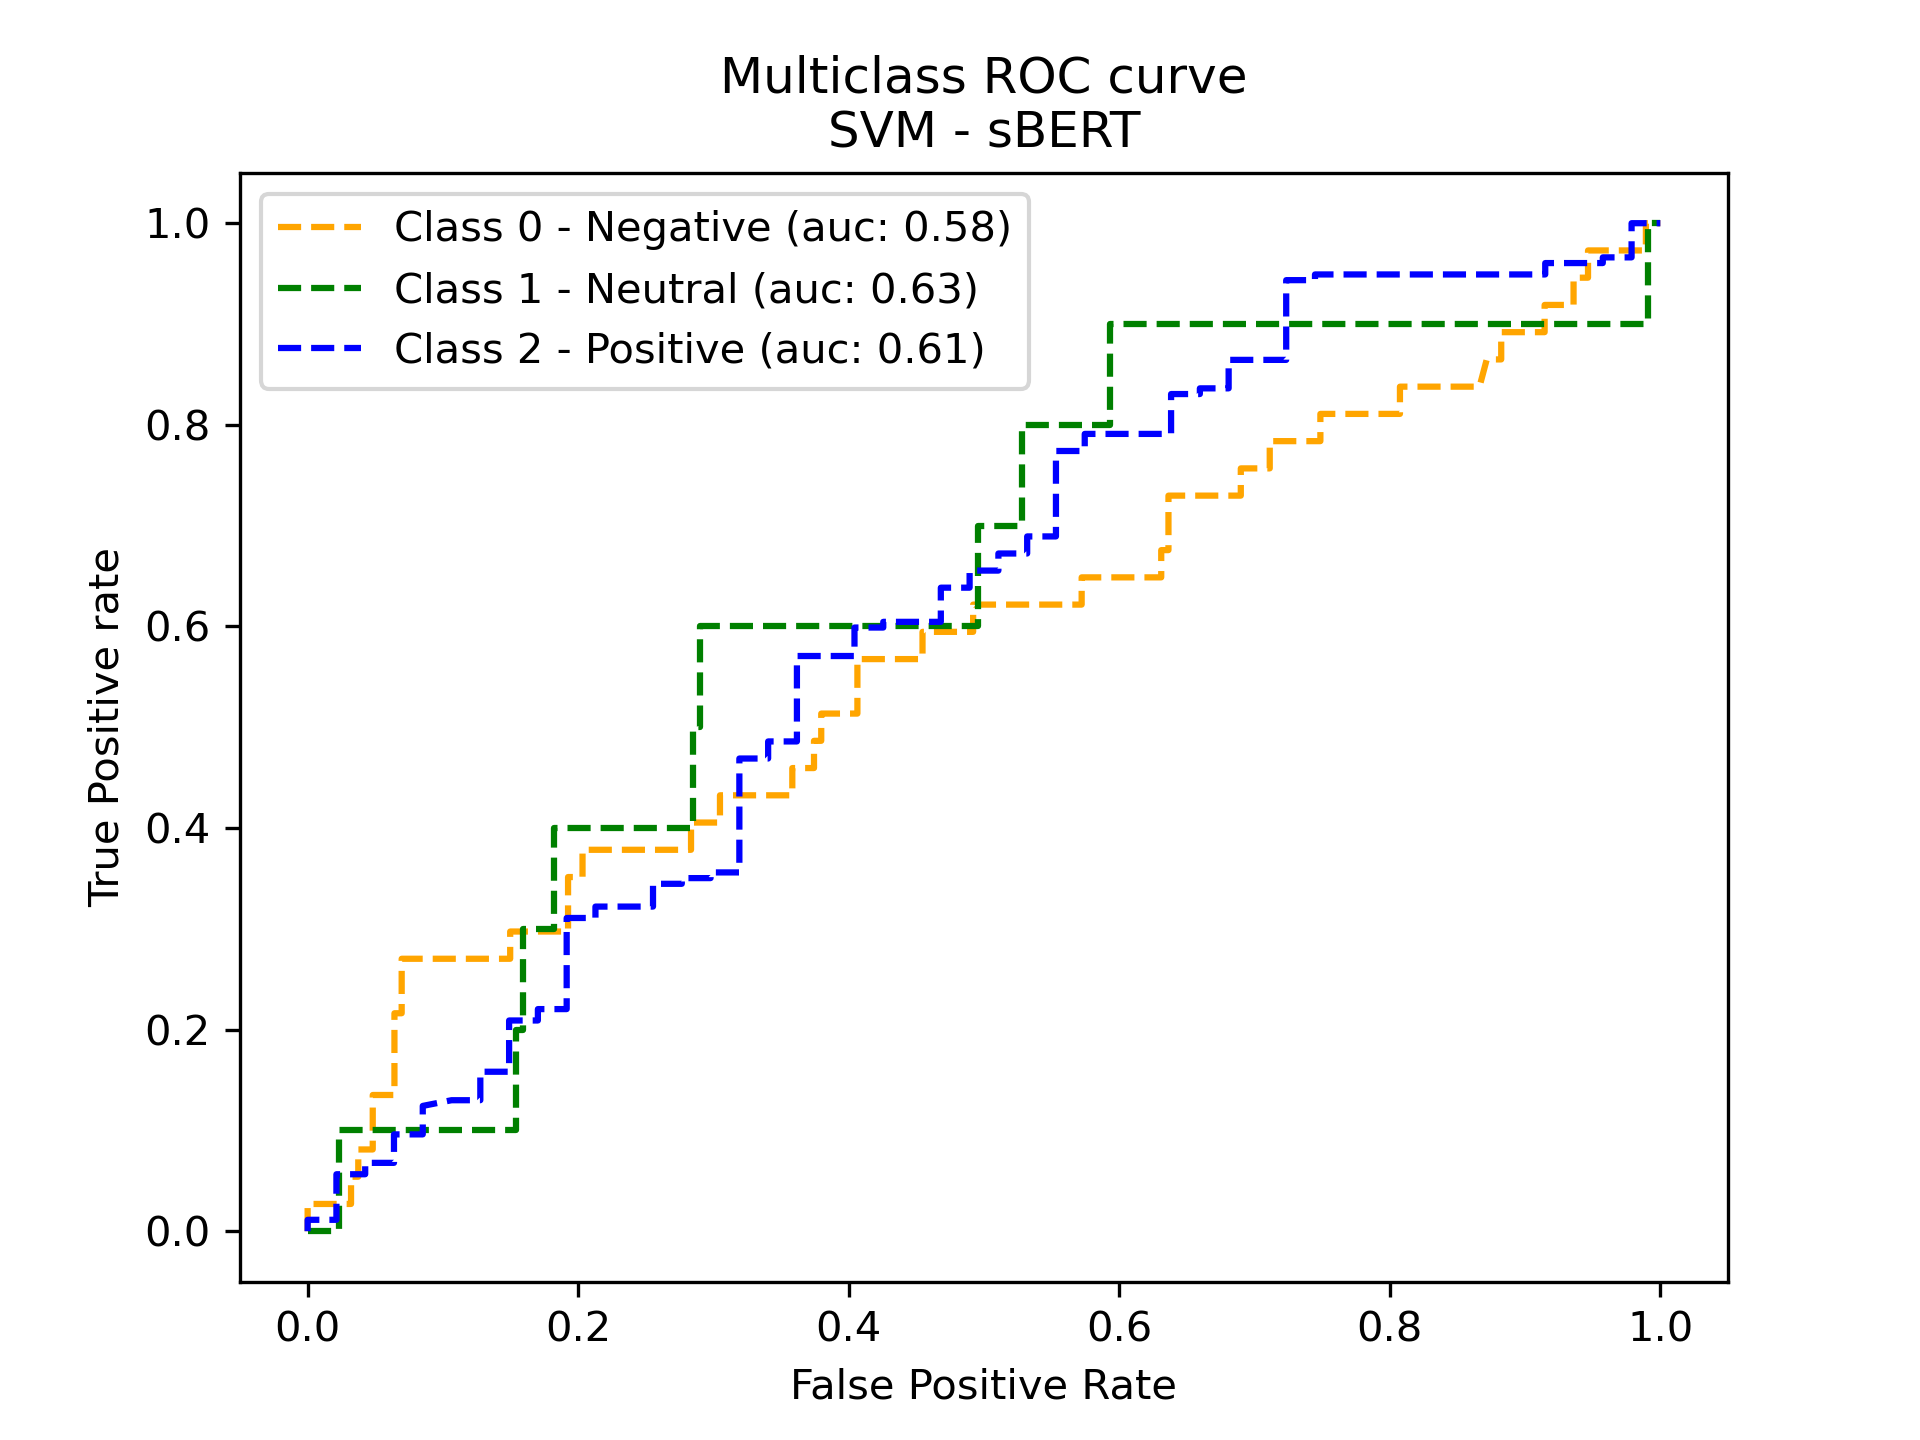 Multiclass ROC curve
SVM - sBERT
Class 0 - Negative (auc: 0.58)
Class 1 - Neutral (auc: 0.63)
Class 2 - Positive (auc: 0.61)
True Positive rate
1.0
0.8
0.6
0.4
0.2
0.0
0.0 0.2 0.4 0.6 0.8 1.0
False Positive Rate